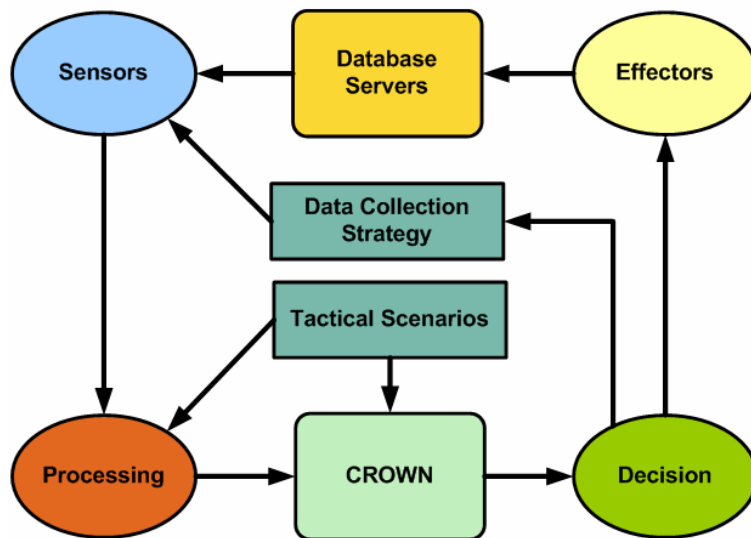 Sensors
Database
Servers
Effectors
Data Collection
Strategy
Tactical Scenarios
Processing
CROWN
Decision